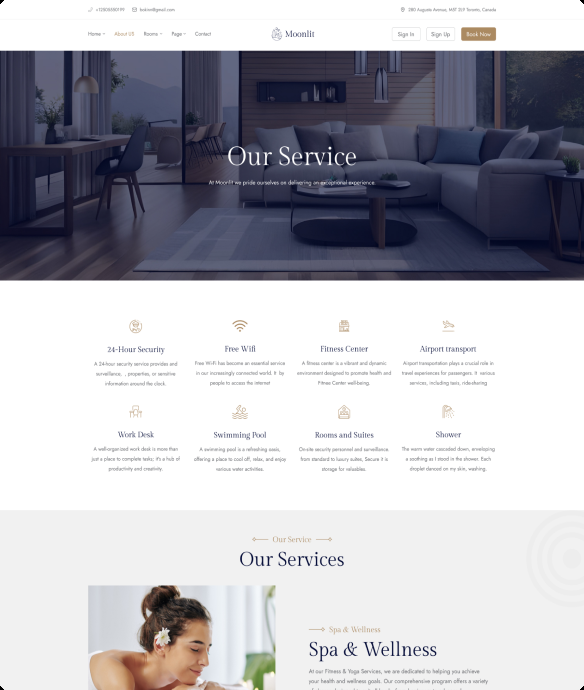 +12505550199 bokinn@gmail.com 280 Augusta Avenue, M5T 2L9 Toronto, Canada
Home About US Rooms Page Contact Moonlit Sign In Sign Up Book Now
Our Service
At Moonlit we pride ourselves on delivering an exceptional experience.
24-Hour Security
A 24-hour security service provides and
surveillance, , properties, or sensitive
information around the clock.
Free Wifi
Free Wi-Fi has become an essential service
in our increasingly connected world. It by
people to access the internet
Fitness Center
A fitness center is a vibrant and dynamic
environment designed to promote health and
Fitnes Center well-being.
Airport transport
Airport transportation plays a crucial role in
travel experiences for passengers. It various
services, including taxis, ride-sharing
Work Desk
A well-organized work desk is more than
just a place to complete tasks; it's a hub of
productivity and creativity.
Swimming Pool
A swimming pool is a refreshing oasis,
offering a place to cool off, relax, and enjoy
various water activities.
Rooms and Suites
On-site security personnel and surveillance.
from standard to luxury suites, Secure it is
storage for valuables.
Shower
The warm water cascaded down, enveloping
a soothing as I stood in the shower. Each
droplet danced on my skin, washing.
Our Service
Our Services
Spa & Wellness
Spa & Wellness
At our Fitness & Yoga Services, we are dedicated to helping you achieve
your health and wellness goals. Our comprehensive program offers a variety